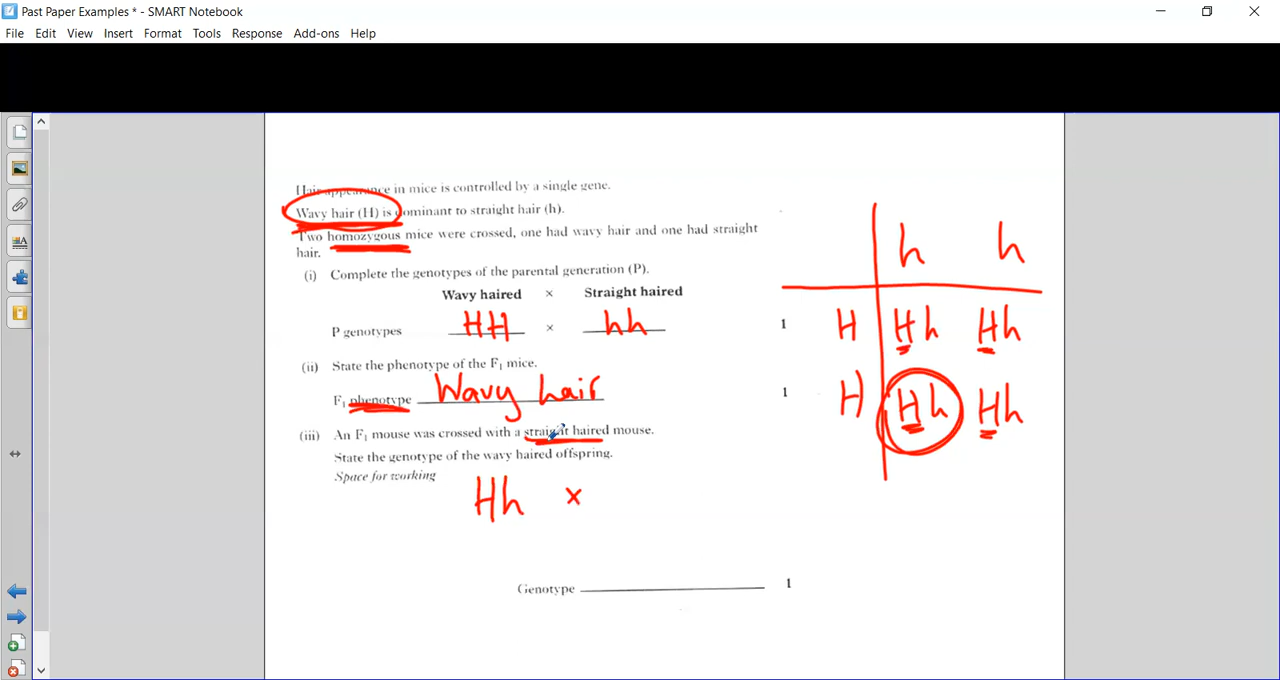 Past Paper Examples * - SMART Notebook
File Edit View Insert Format Tools Response Add-ons Help
Hair appearance in mice is controlled by a single gene.
Wavy hair (H) is dominant to straight hair (h).
Two homozygous mice were crossed, one had wavy hair and one had straight
hair.
(i) Complete the genotypes of the parental generation (P).
Wavy haired × Straight haired
P genotypes HH × hh 1
(ii) State the phenotype of the F1 mice.
F1 phenotype Wavy hair 1
(iii) An F1 mouse was crossed with a straight haired mouse.
State the genotype of the wavy haired offspring.
Space for working
Hh ×
Genotype 1
h h
H Hh Hh
H Hh Hh